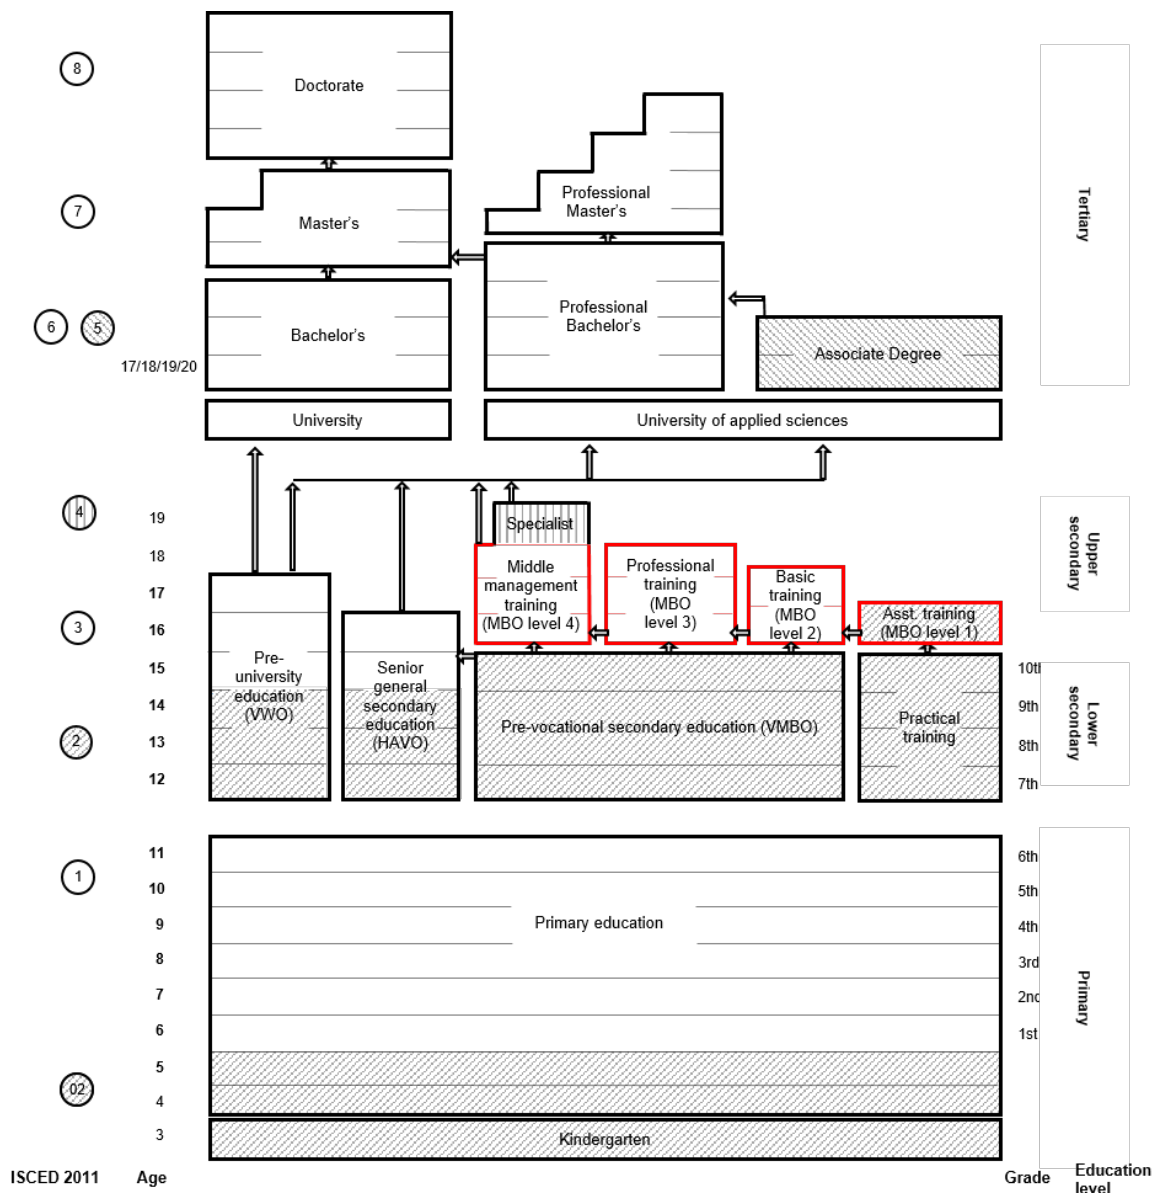 8
Doctorate
7
Master's
Professional
Master's
6
5
17/18/19/20
Bachelor's
Professional
Bachelor's
Associate Degree
Tertiary
University
University of applied sciences
4
19
18
17
3
16
15
14
2
13
12
Specialist
Middle
management
training
(MBO level 4)
Professional
training
(MBO
level 3)
Basic
training
(MBO
level 2)
Asst. training
(MBO level 1)
Upper
secondary
Pre-
university
education
(VWO)
Senior
general
secondary
education
(HAVO)
Pre-vocational secondary education (VMBO)
Practical
training
10th
9th
8th
7th
Lower
secondary
1
11
10
9
8
7
6
5
02
4
3
Primary education
Kindergarten
6th
5th
4th
3rd
2nd
1st
Primary
ISCED 2011
Age
Grade
Education
level